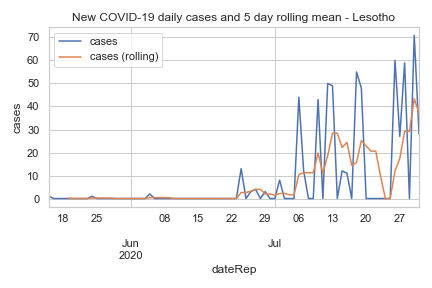 New COVID-19 daily cases and 5 day rolling mean - Lesotho
cases
cases (rolling)
70
60
50
40
30
20
10
0
cases
18 25 08 15 22 29 06 13 20 27
Jun Jul
2020
dateRep